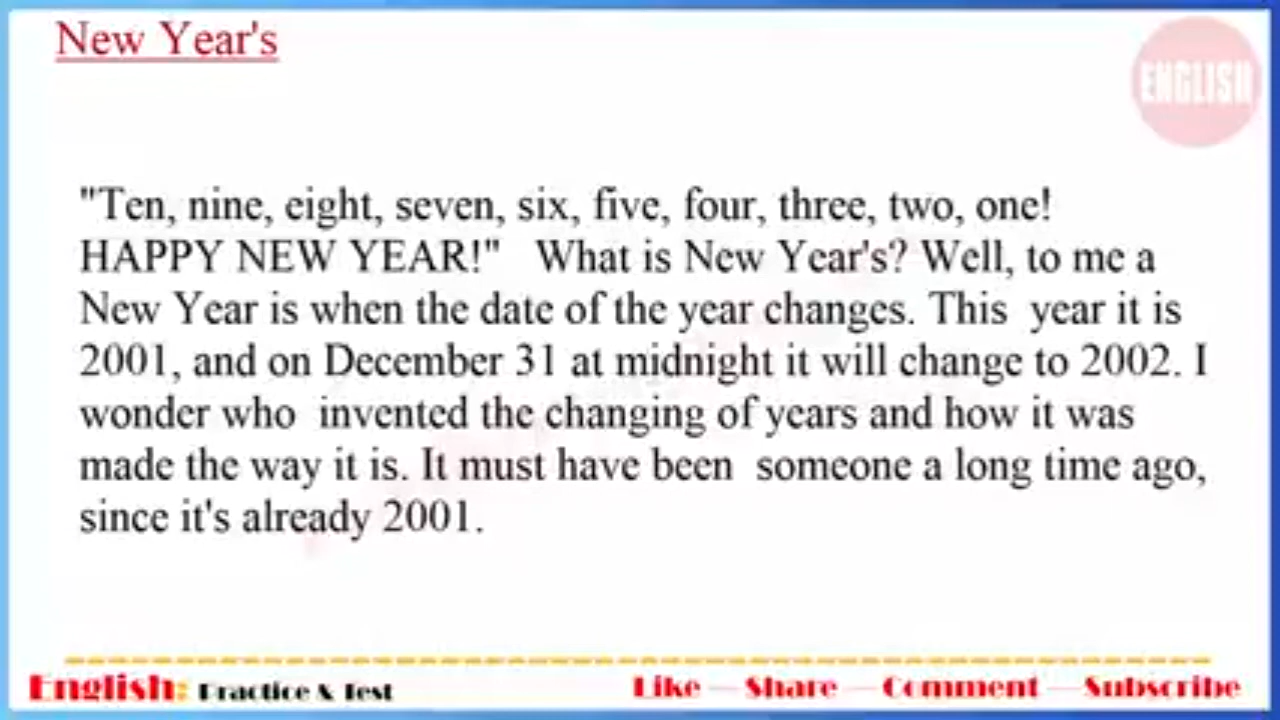 New Year's
ENGLISH
"Ten, nine, eight, seven, six, five, four, three, two, one!
HAPPY NEW YEAR!" What is New Year's? Well, to me a
New Year is when the date of the year changes. This year it is
2001, and on December 31 at midnight it will change to 2002. I
wonder who invented the changing of years and how it was
made the way it is. It must have been someone a long time ago,
since it's already 2001.
English: Practice & Test
Like — Share — Comment — Subscribe